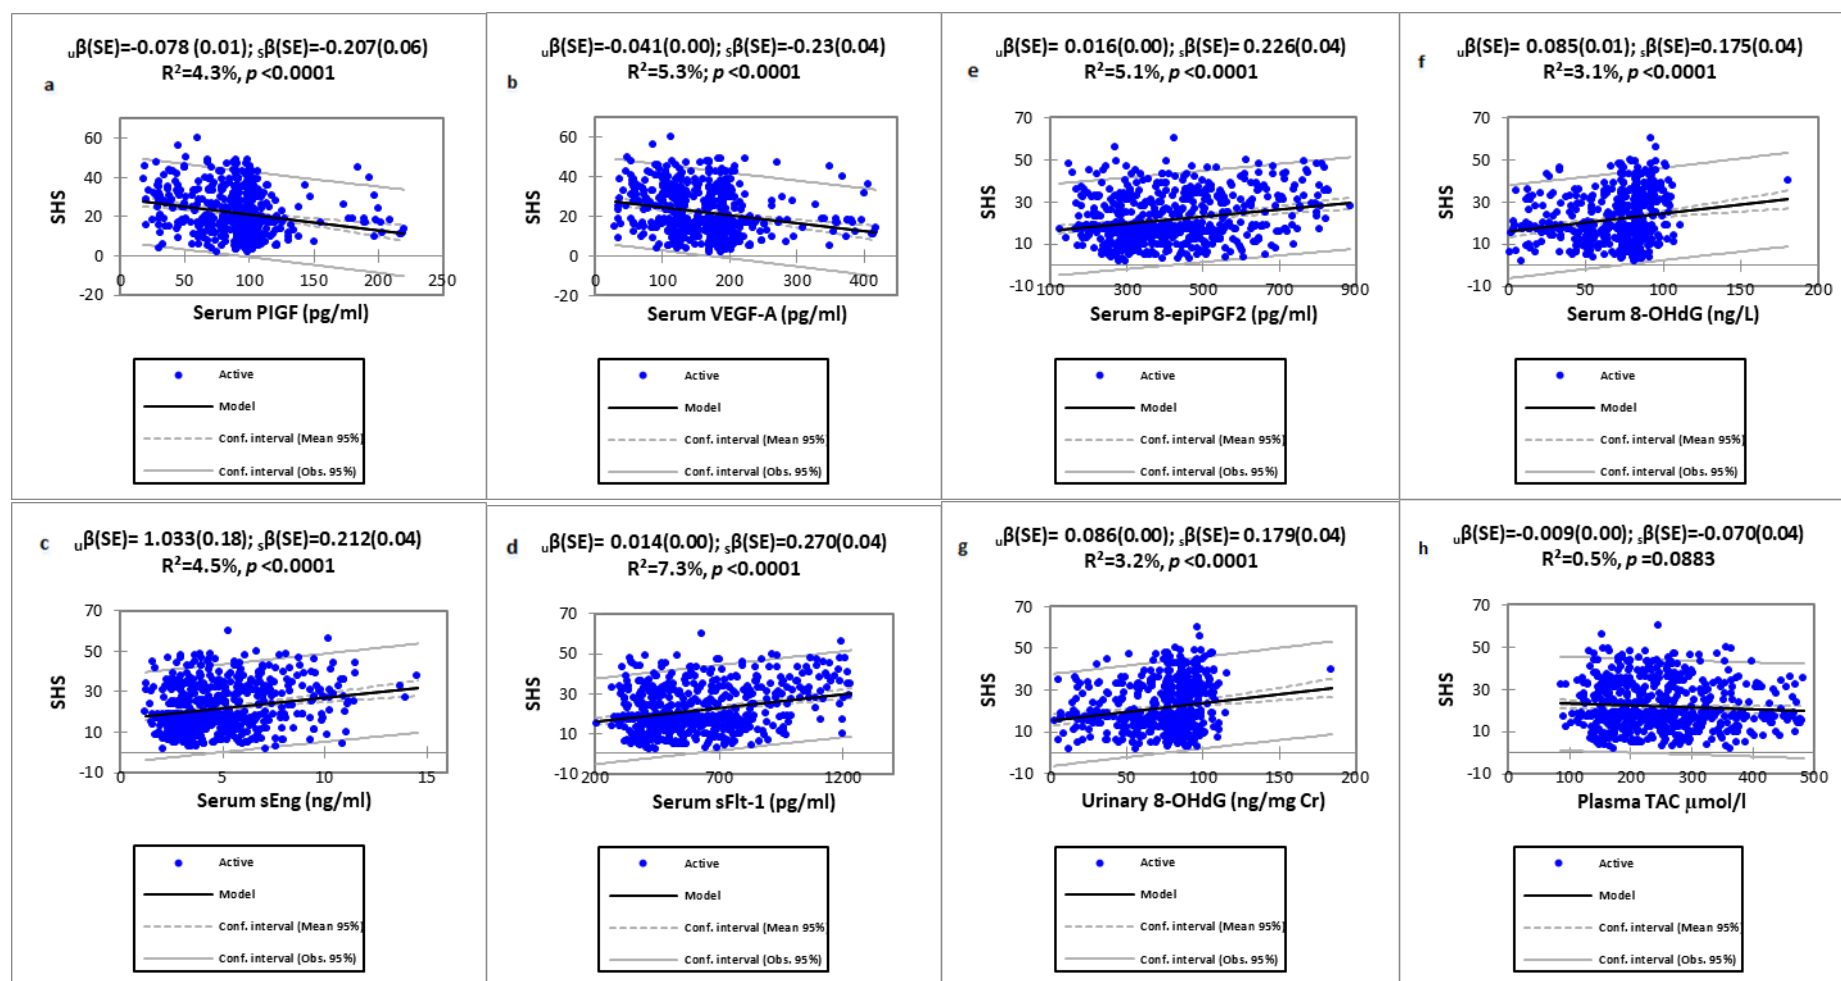 uβ(SE)=-0.078 (0.01); sβ(SE)=-0.207(0.06)
R²=4.3%, p <0.0001
a
60
40
20
0
-20
SHS
0 50 100 150 200 250
Serum PIGF (pg/ml)
Active
Model
Conf. interval (Mean 95%)
Conf. interval (Obs. 95%)
uβ(SE)=-0.041(0.00); sβ(SE)=-0.23(0.04)
R²=5.3%; p <0.0001
b
60
40
20
0
-20
SHS
0 100 200 300 400
Serum VEGF-A (pg/ml)
Active
Model
Conf. interval (Mean 95%)
Conf. interval (Obs. 95%)
uβ(SE)= 0.016(0.00); sβ(SE)= 0.226(0.04)
R²=5.1%, p <0.0001
e
70
50
30
10
-10
SHS
100 300 500 700 900
Serum 8-epiPGF2 (pg/ml)
Active
Model
Conf. interval (Mean 95%)
Conf. interval (Obs. 95%)
uβ(SE)= 0.085(0.01); sβ(SE)=0.175(0.04)
R²=3.1%, p <0.0001
f
70
50
30
10
-10
SHS
0 50 100 150 200
Serum 8-OHdG (ng/L)
Active
Model
Conf. interval (Mean 95%)
Conf. interval (Obs. 95%)
uβ(SE)= 1.033(0.18); sβ(SE)=0.212(0.04)
R²=4.5%, p <0.0001
c
70
50
30
10
-10
SHS
0 5 10 15
Serum sEng (ng/ml)
Active
Model
Conf. interval (Mean 95%)
Conf. interval (Obs. 95%)
uβ(SE)= 0.014(0.00); sβ(SE)=0.270(0.04)
R²=7.3%, p <0.0001
d
70
50
30
10
-10
SHS
200 700 1200
Serum sFlt-1 (pg/ml)
Active
Model
Conf. interval (Mean 95%)
Conf. interval (Obs. 95%)
uβ(SE)= 0.086(0.00); sβ(SE)= 0.179(0.04)
R²=3.2%, p <0.0001
g
70
50
30
10
-10
SHS
0 50 100 150 200
Urinary 8-OHdG (ng/mg Cr)
Active
Model
Conf. interval (Mean 95%)
Conf. interval (Obs. 95%)
uβ(SE)=-0.009(0.00); sβ(SE)=-0.070(0.04)
R²=0.5%, p =0.0883
h
70
50
30
10
-10
SHS
0 100 200 300 400 500
Plasma TAC µmol/l
Active
Model
Conf. interval (Mean 95%)
Conf. interval (Obs. 95%)